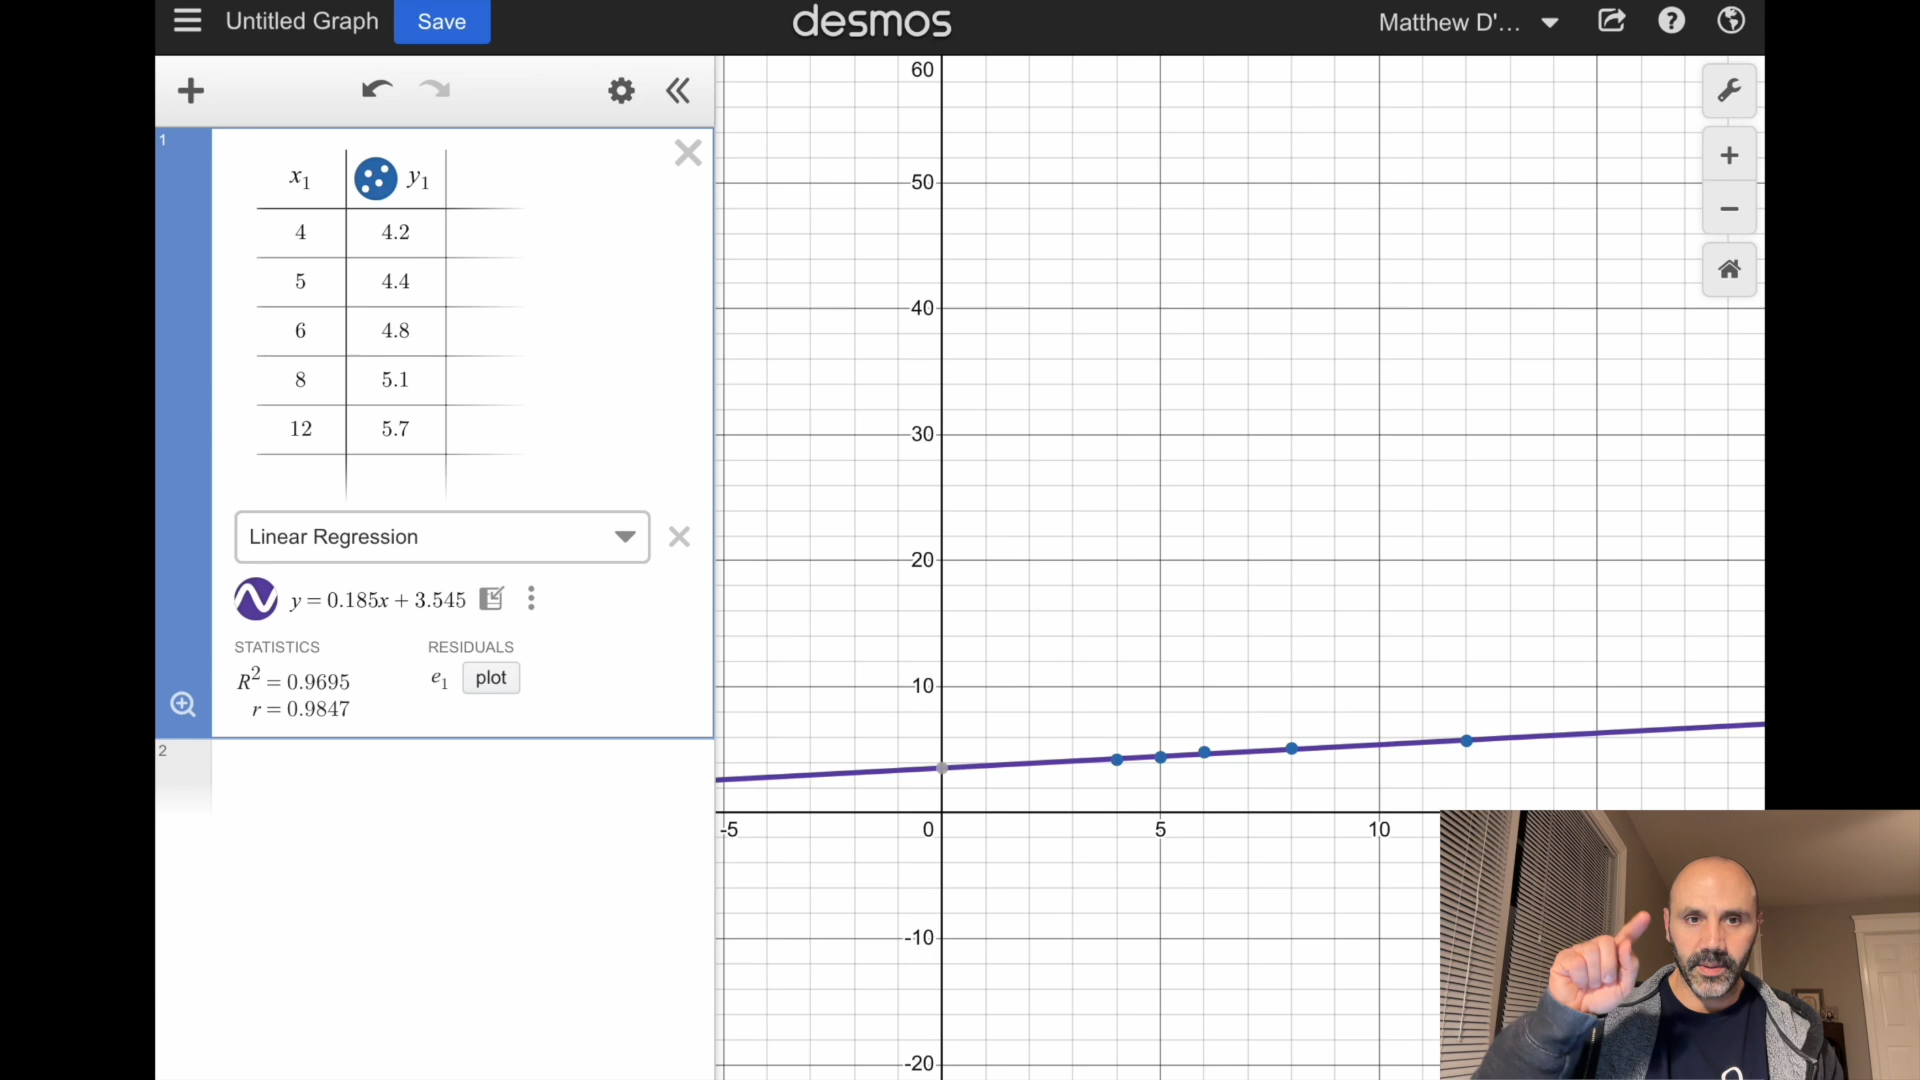 Untitled Graph Save desmos Matthew D'...
1
x₁ y₁
4 4.2
5 4.4
6 4.8
8 5.1
12 5.7
Linear Regression
y = 0.185x + 3.545
STATISTICS RESIDUALS
R² = 0.9695 e₁ plot
r = 0.9847
2
60
50
40
30
20
10
-5 0 5 10
-10
-20